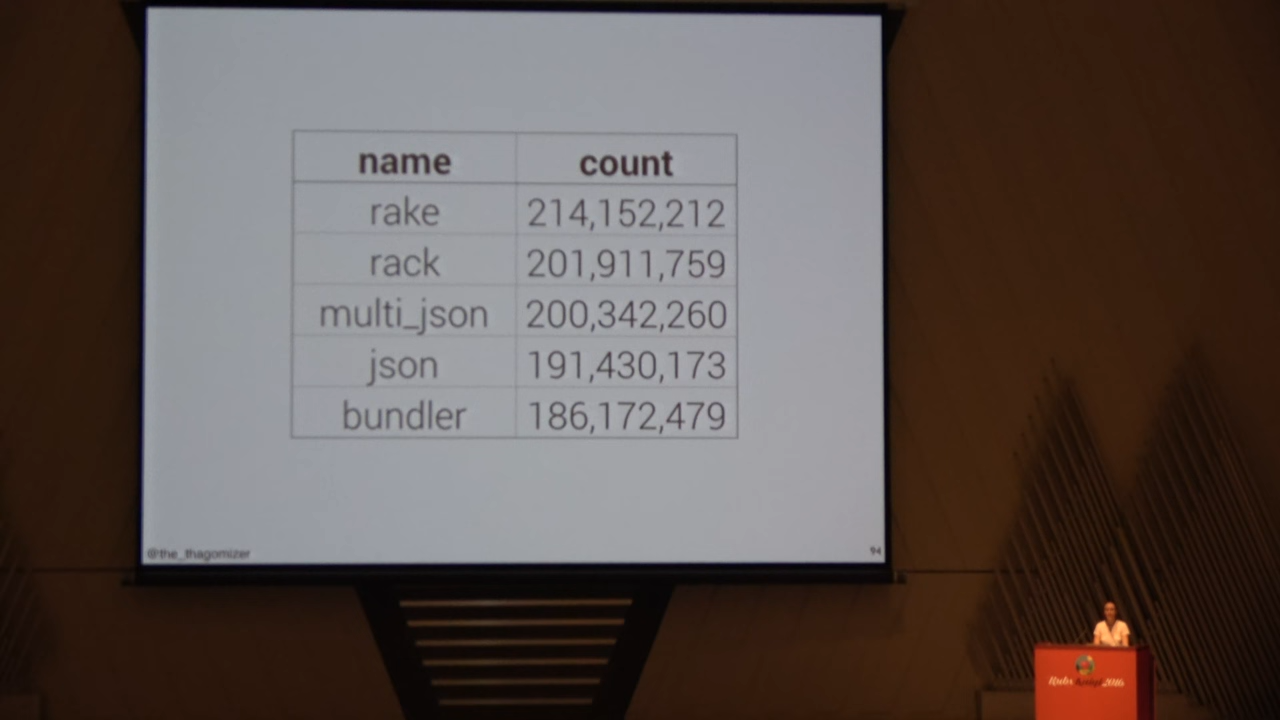 name count
rake 214,152,212
rack 201,911,759
multi_json 200,342,260
json 191,430,173
bundler 186,172,479
@the_thagomizer 94
2016